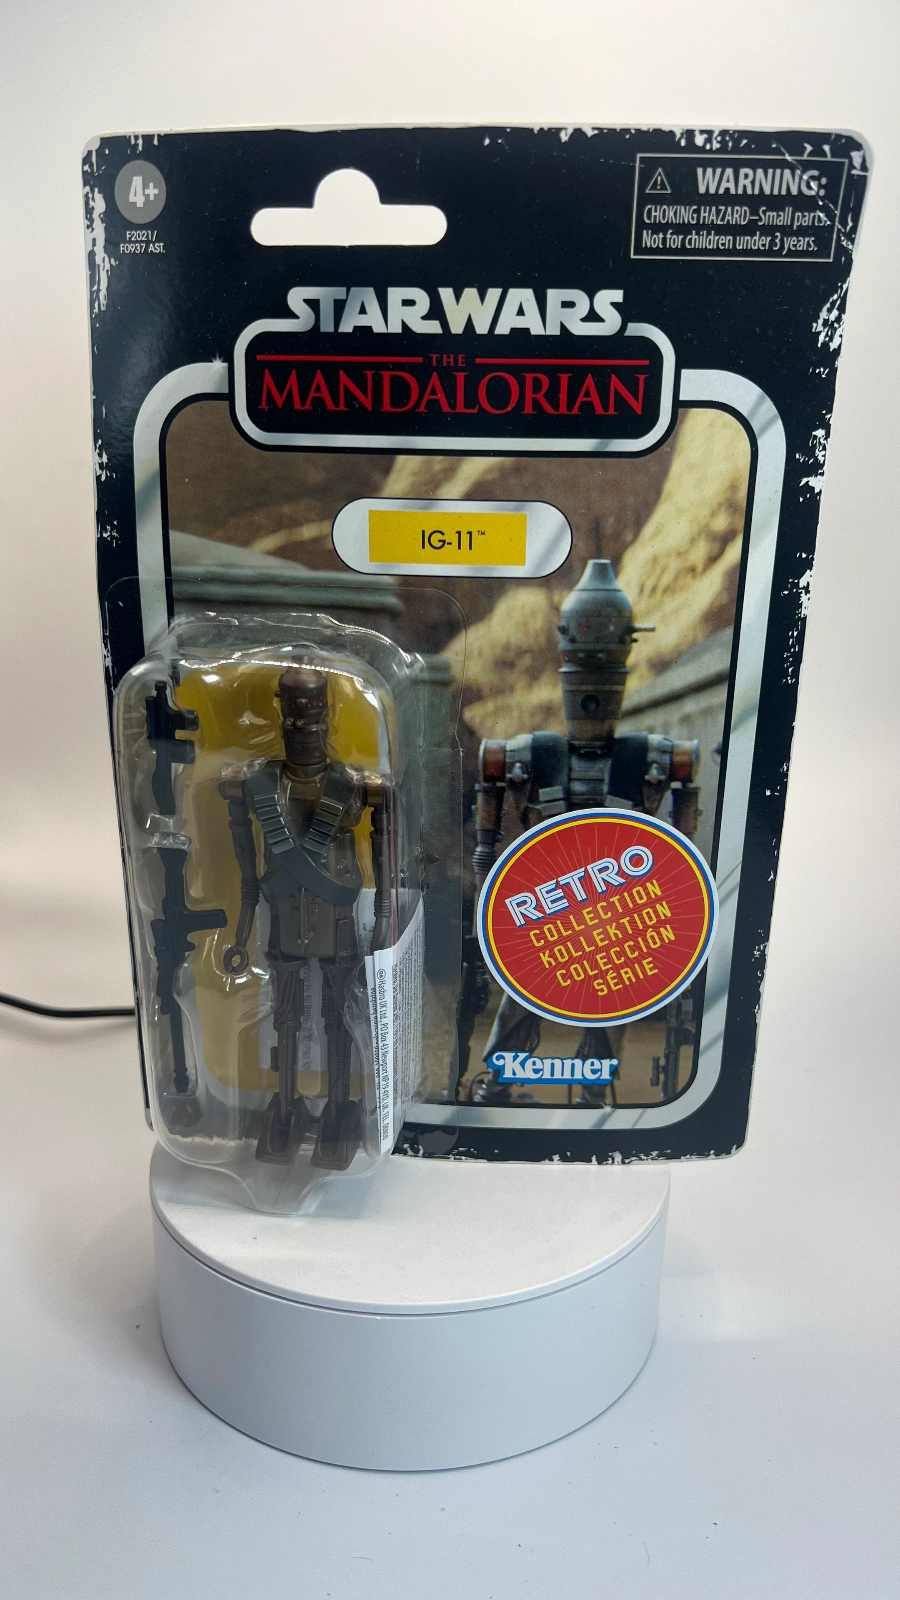 4+
F2021/
F0937 AST.
WARNING:
CHOKING HAZARD–Small parts.
Not for children under 3 years.
STAR WARS
THE
MANDALORIAN
IG-11™
RETRO
COLLECTION
KOLLEKTION
COLECCIÓN
SÉRIE
Kenner